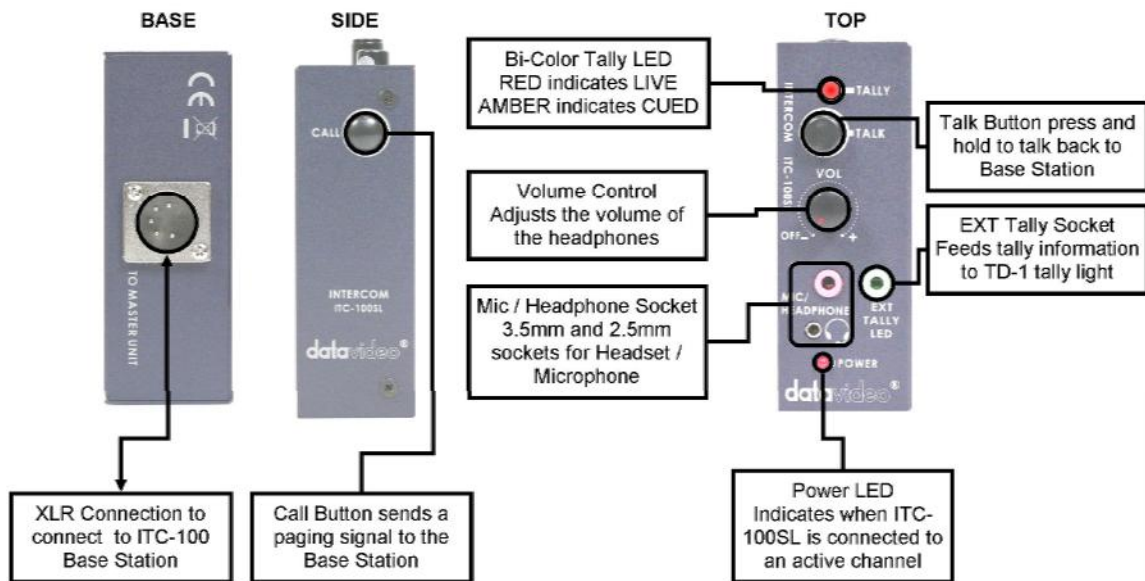 BASE
SIDE
TOP
CE
TO MASTER UNIT
CALL
INTERCOM
ITC-100SL
datavideo®
Bi-Color Tally LED
RED indicates LIVE
AMBER indicates CUED
Volume Control
Adjusts the volume of
the headphones
Mic / Headphone Socket
3.5mm and 2.5mm
sockets for Headset /
Microphone
TALLY
TALK
INTERCOM ITC-100SL
VOL
OFF – +
MIC/
HEADPHONE
EXT
TALLY
LED
POWER
datavideo®
Talk Button press and
hold to talk back to
Base Station
EXT Tally Socket
Feeds tally information
to TD-1 tally light
XLR Connection to
connect to ITC-100
Base Station
Call Button sends a
paging signal to the
Base Station
Power LED
Indicates when ITC-
100SL is connected to
an active channel